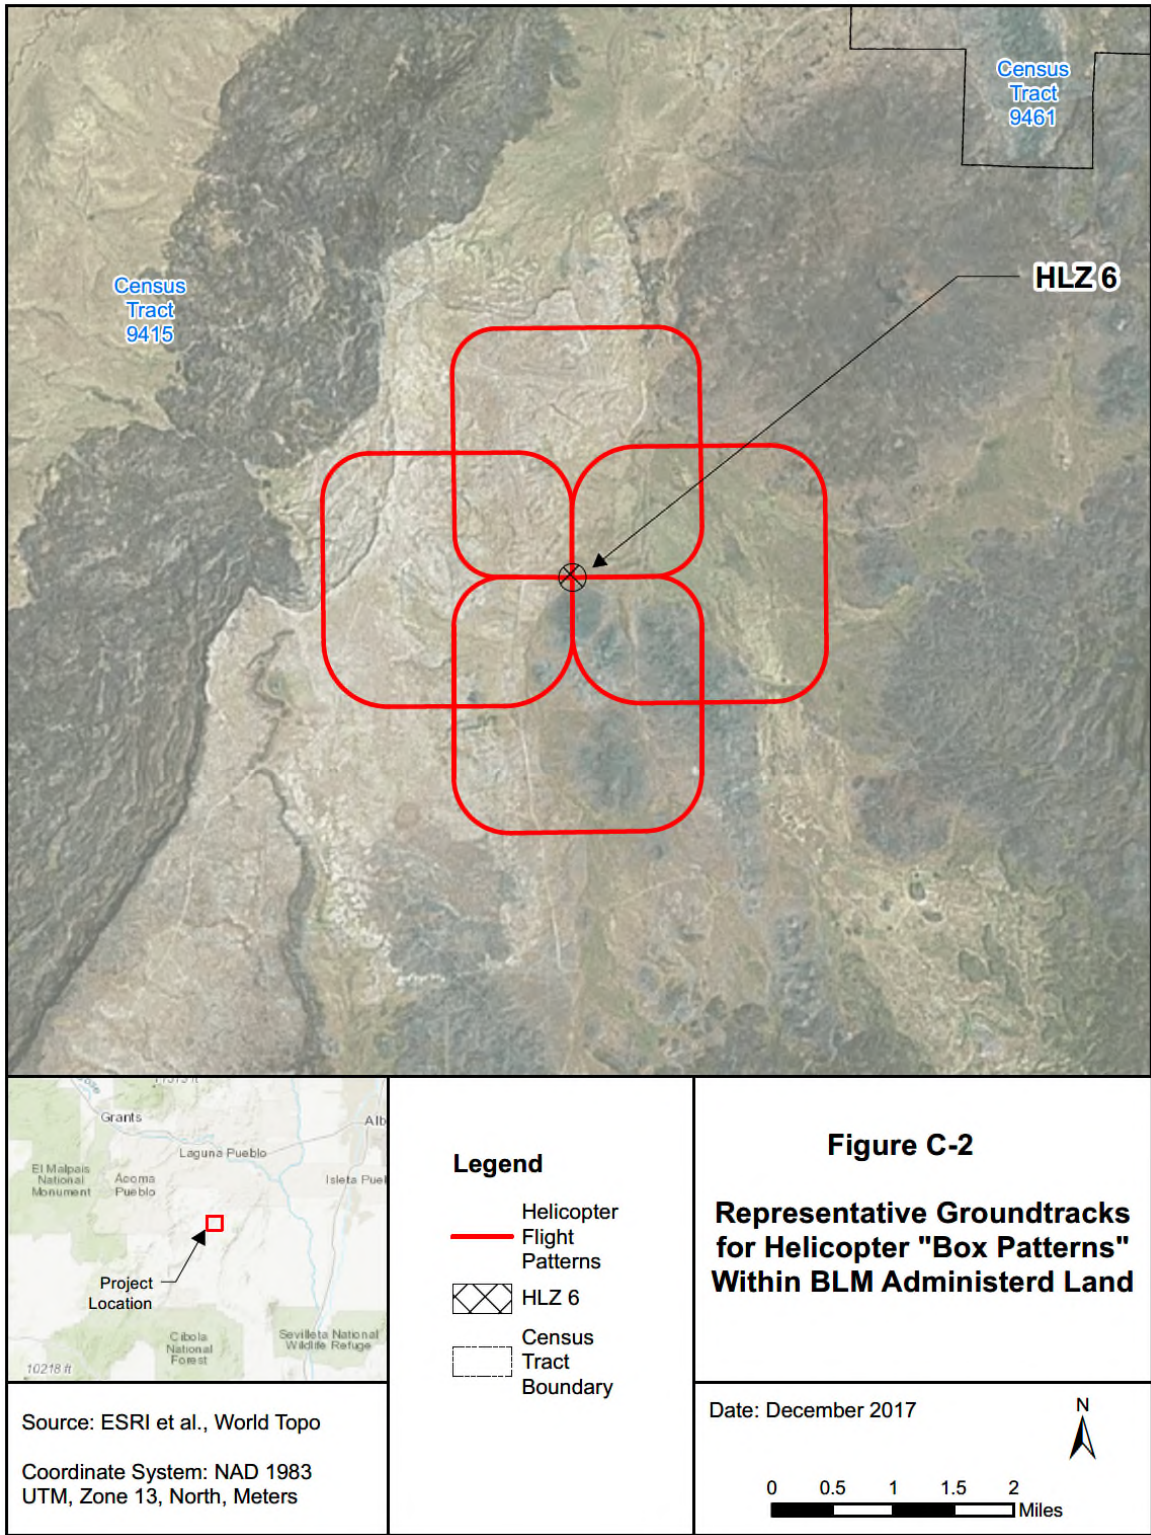 Census
Tract
9461
HLZ 6
Census
Tract
9415
Grants
Alb
Laguna Pueblo
El Malpais
National
Monument
Acoma
Pueblo
Isleta Puel
Project
Location
Cibola
National
Forest
Sevilleta National
Wildlife Refuge
10218 ft
Legend
Helicopter
Flight
Patterns
HLZ 6
Census
Tract
Boundary
Figure C-2
Representative Groundtracks
for Helicopter "Box Patterns"
Within BLM Administerd Land
Source: ESRI et al., World Topo
Coordinate System: NAD 1983
UTM, Zone 13, North, Meters
Date: December 2017
N
0 0.5 1 1.5 2
Miles